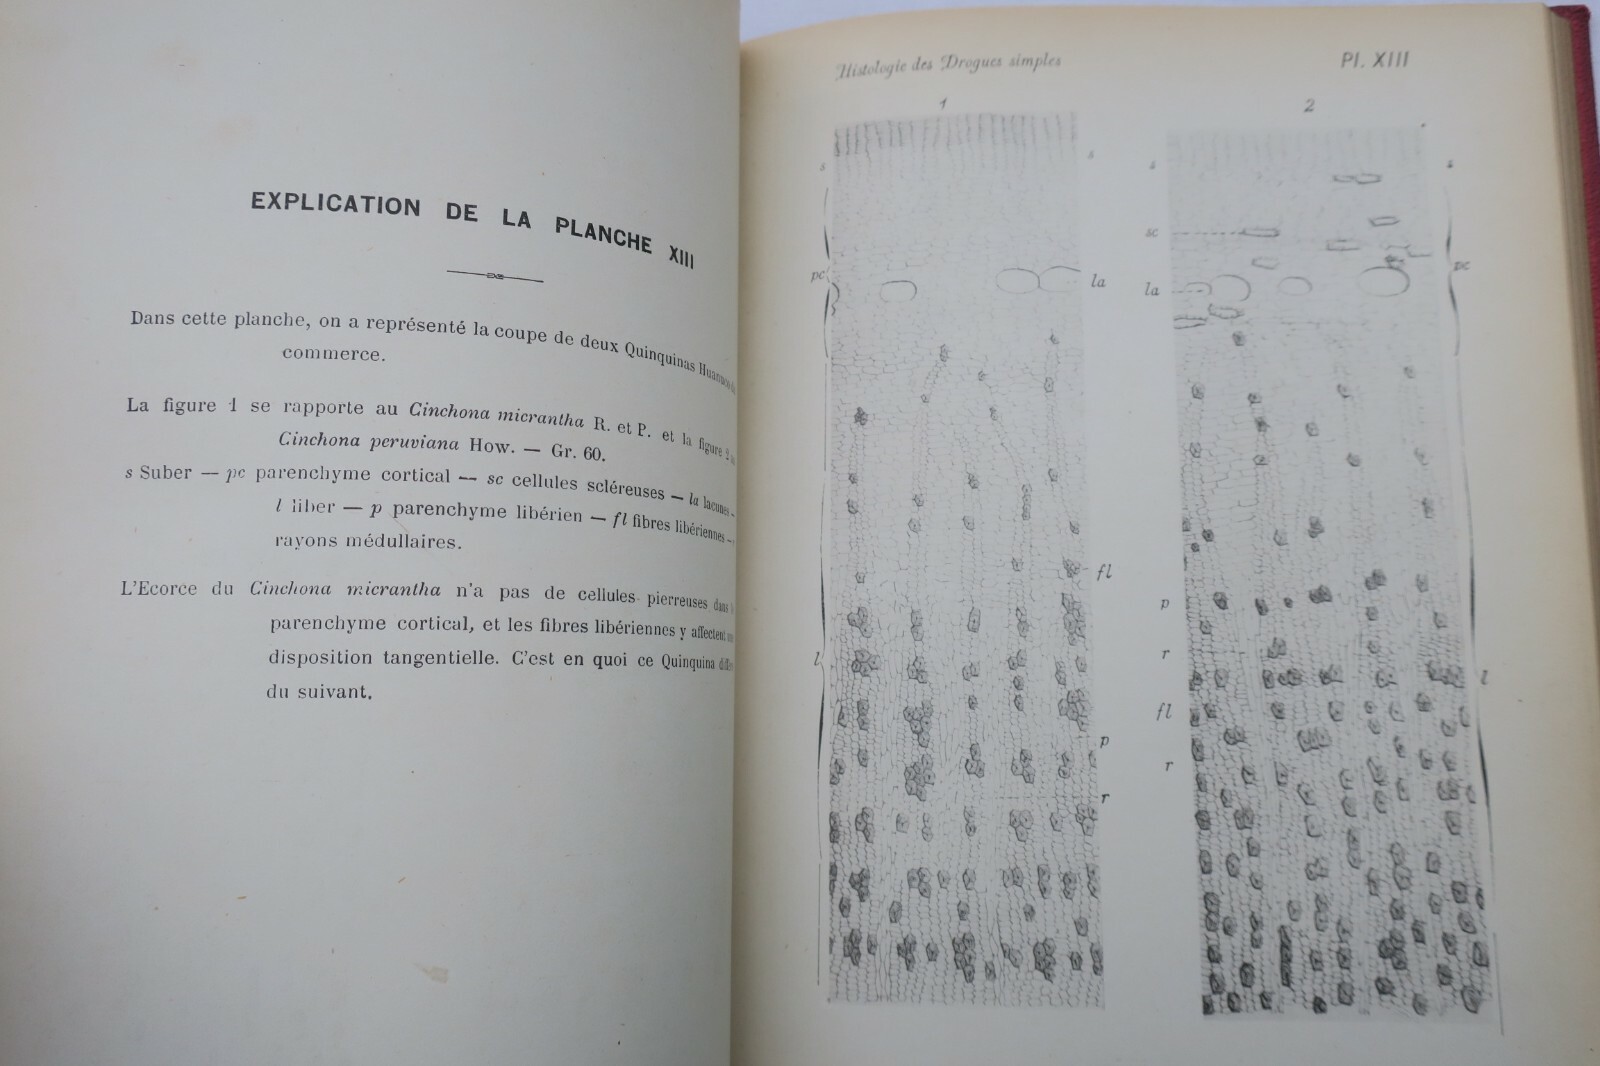 EXPLICATION DE LA PLANCHE XIII
Dans cette planche, on a représenté la coupe de deux Quinquinas
commerce.
La figure 1 se rapporte au Cinchona micrantha R. et P. et la figure 2
Cinchona peruviana How. — Gr. 60.
s Suber — pc parenchyme cortical — sc cellules scléreuses — la lacunes —
l liber — p parenchyme libérien — fl fibres libériennes —
rayons médullaires.
L'Ecorce du Cinchona micrantha n'a pas de cellules pierreuses dans
parenchyme cortical, et les fibres libériennes y affectent
disposition tangentielle. C'est en quoi ce Quinquina
du suivant.
Histologie des Drogues simples
Pl. XIII
1
s
s
pc
la
fl
l
p
r
2
s
s
sc
pc
la
p
r
l
fl
r